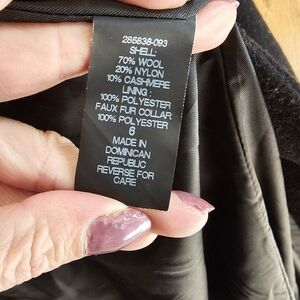 285838-093
SHELL:
70% WOOL
20% NYLON
10% CASHMERE
LINING :
100% POLYESTER
FAUX FUR COLLAR:
100% POLYESTER
6
MADE IN
DOMINICAN
REPUBLIC
REVERSE FOR
CARE